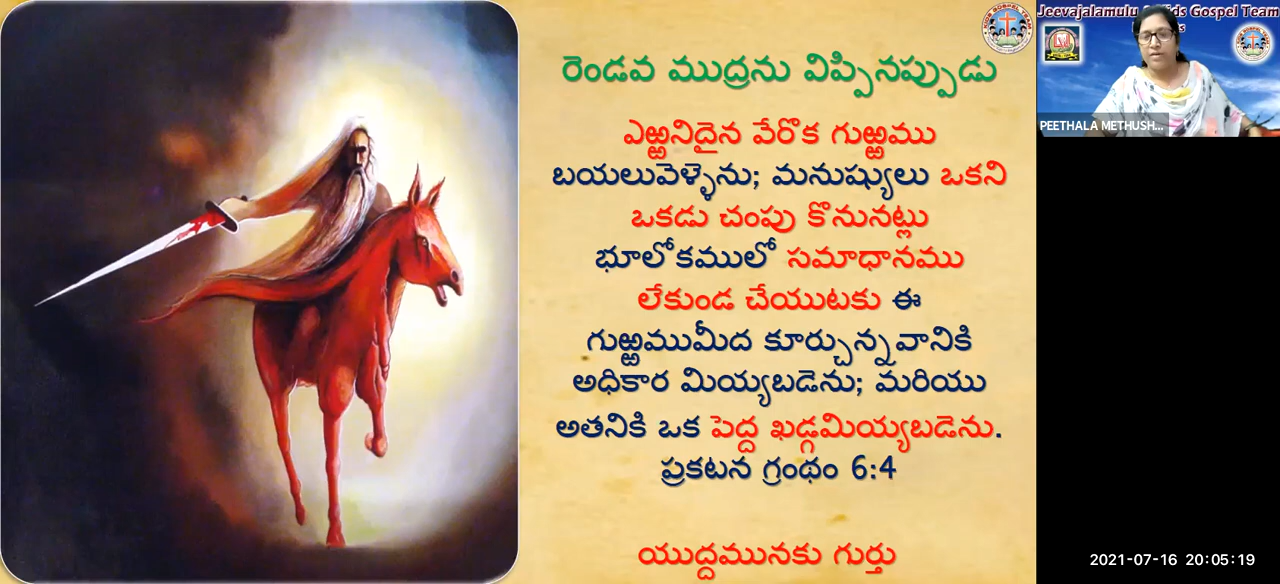 రెండవ ముద్రను విప్పినప్పుడు
ఎఱ్ఱనిదైన వేరొక గుఱ్ఱము
బయలువెళ్ళెను; మనుష్యులు ఒకని
ఒకడు చంపు కొనునట్లు
భూలోకములో సమాధానము
లేకుండ చేయుటకు ఈ
గుఱ్ఱముమీద కూర్చున్నవానికి
అధికార మియ్యబడెను; మరియు
అతనికి ఒక పెద్ద ఖడ్గమియ్యబడెను.
ప్రకటన గ్రంథం 6:4
యుద్దమునకు గుర్తు
Jeevajalamulu Kids Gospel Team
PEETHALA METHUSH...
2021-07-16 20:05:19